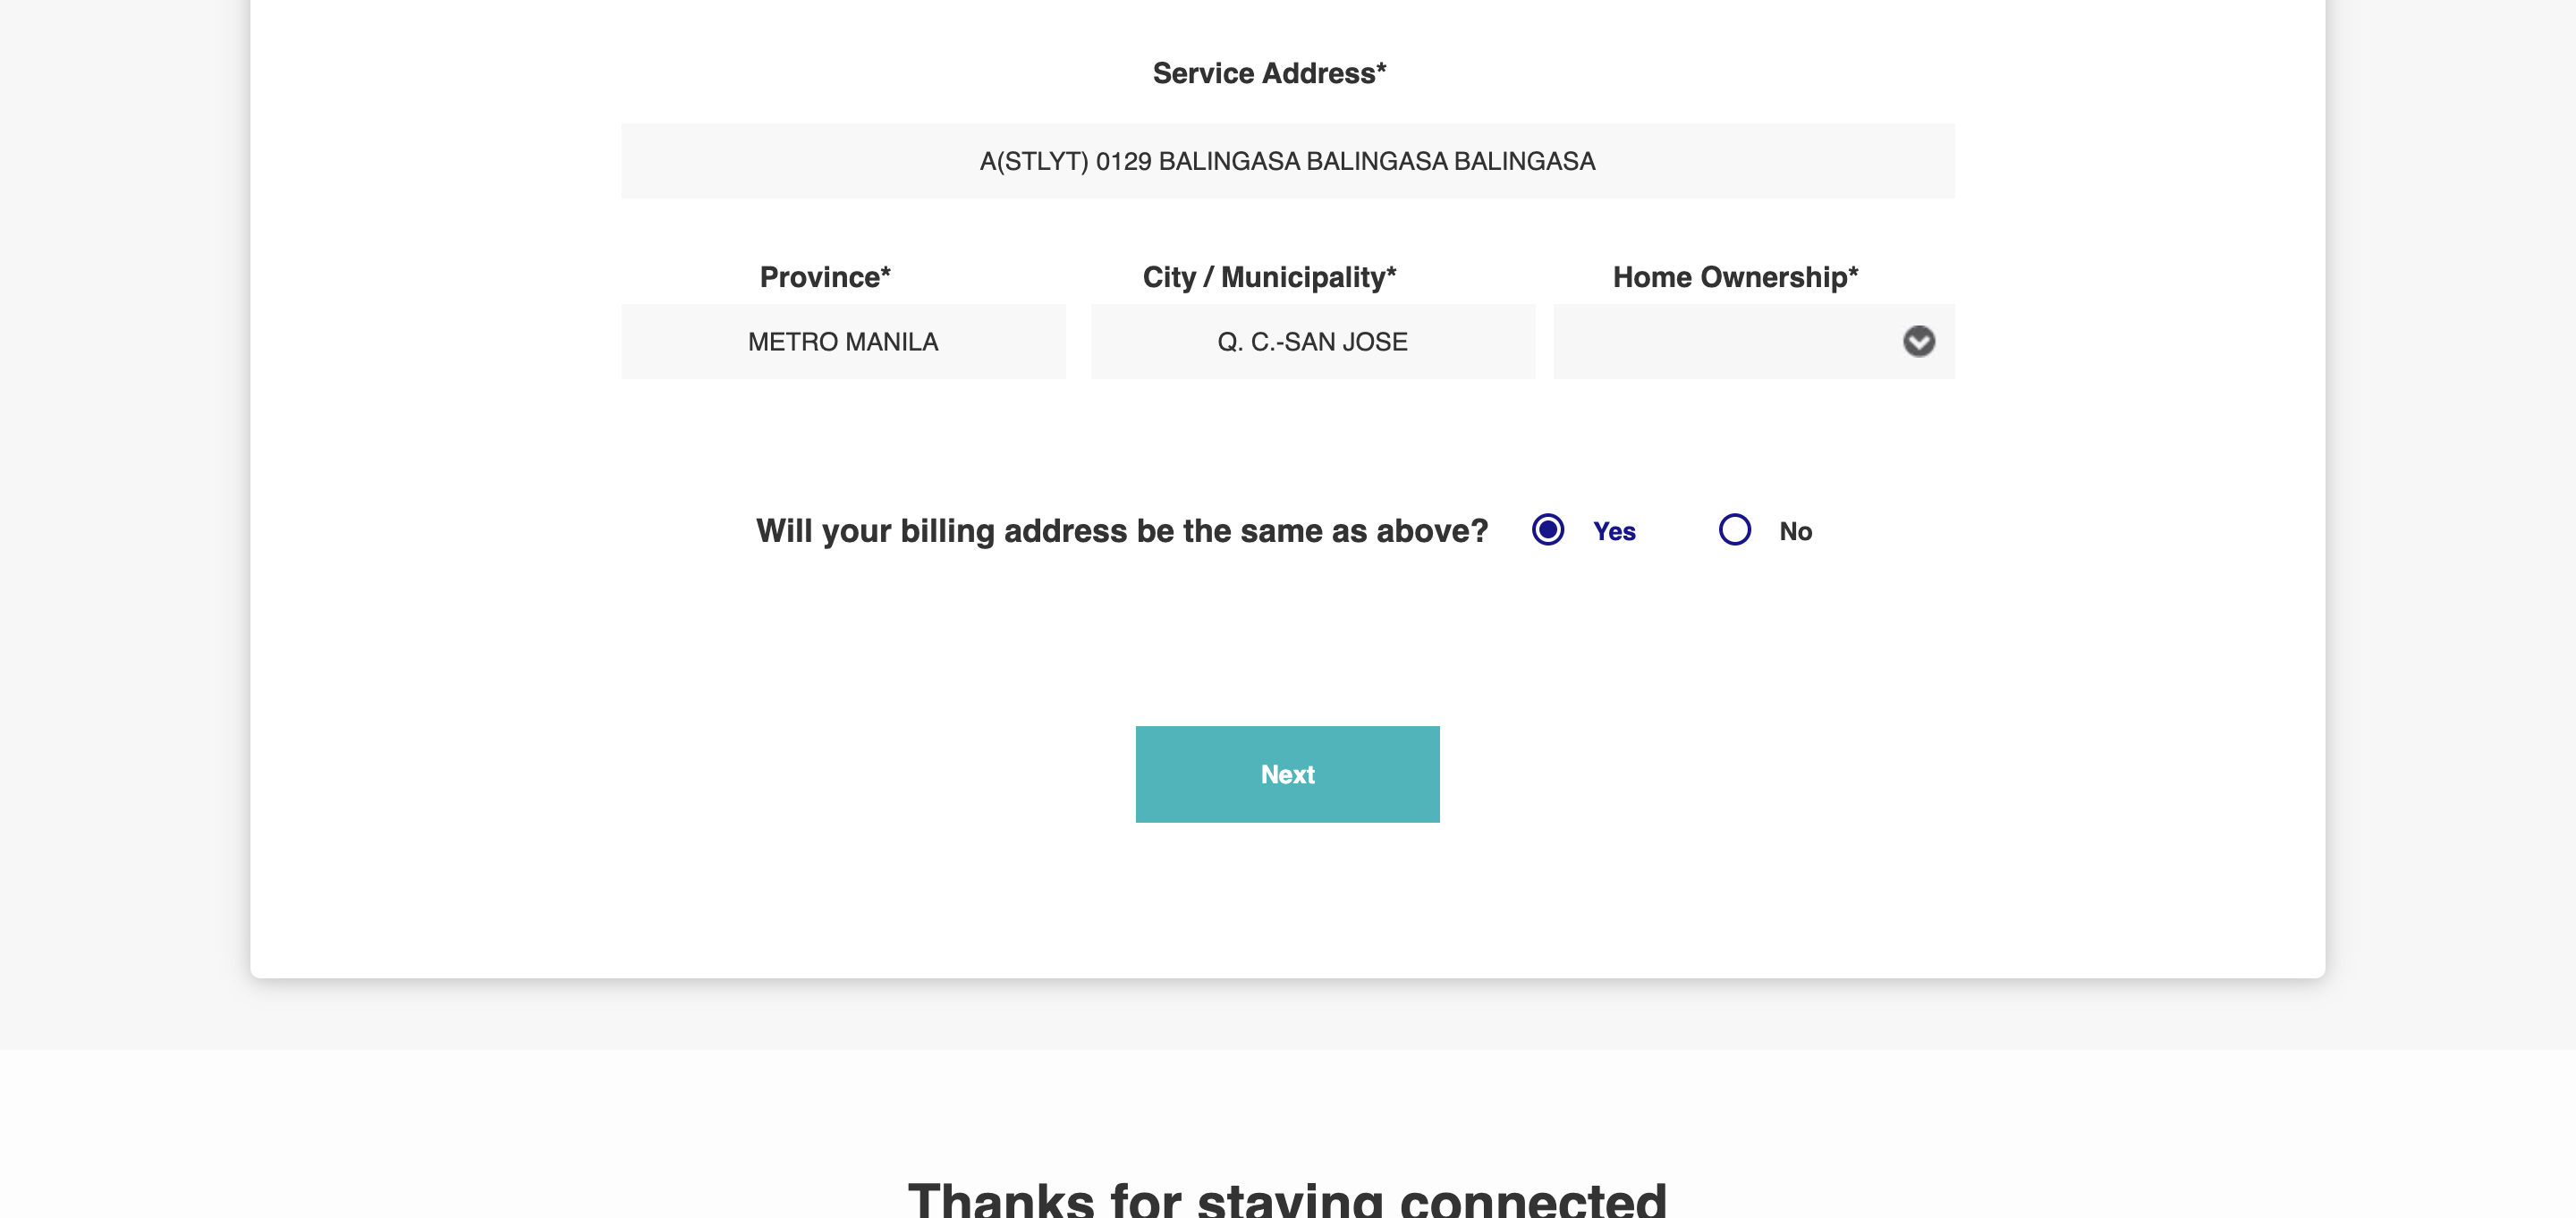 Service Address*
A(STLYT) 0129 BALINGASA BALINGASA BALINGASA
Province*
City / Municipality*
Home Ownership*
METRO MANILA
Q. C.-SAN JOSE
Will your billing address be the same as above?
Yes
No
Next
Thanks for staying connected